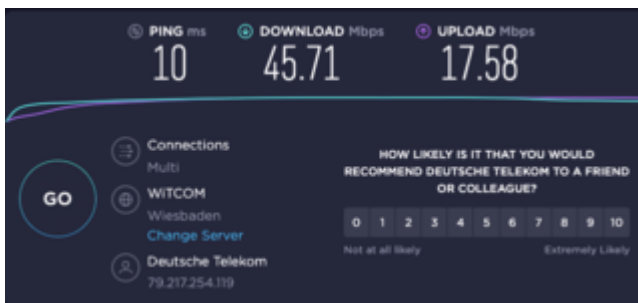 PING ms
10
DOWNLOAD Mbps
45.71
UPLOAD Mbps
17.58
GO
Connections
Multi
WiTCOM
Wiesbaden
Change Server
Deutsche Telekom
79.217.254.119
HOW LIKELY IS IT THAT YOU WOULD
RECOMMEND DEUTSCHE TELEKOM TO A FRIEND
OR COLLEAGUE?
0 1 2 3 4 5 6 7 8 9 10
Not at all likely Extremely Likely